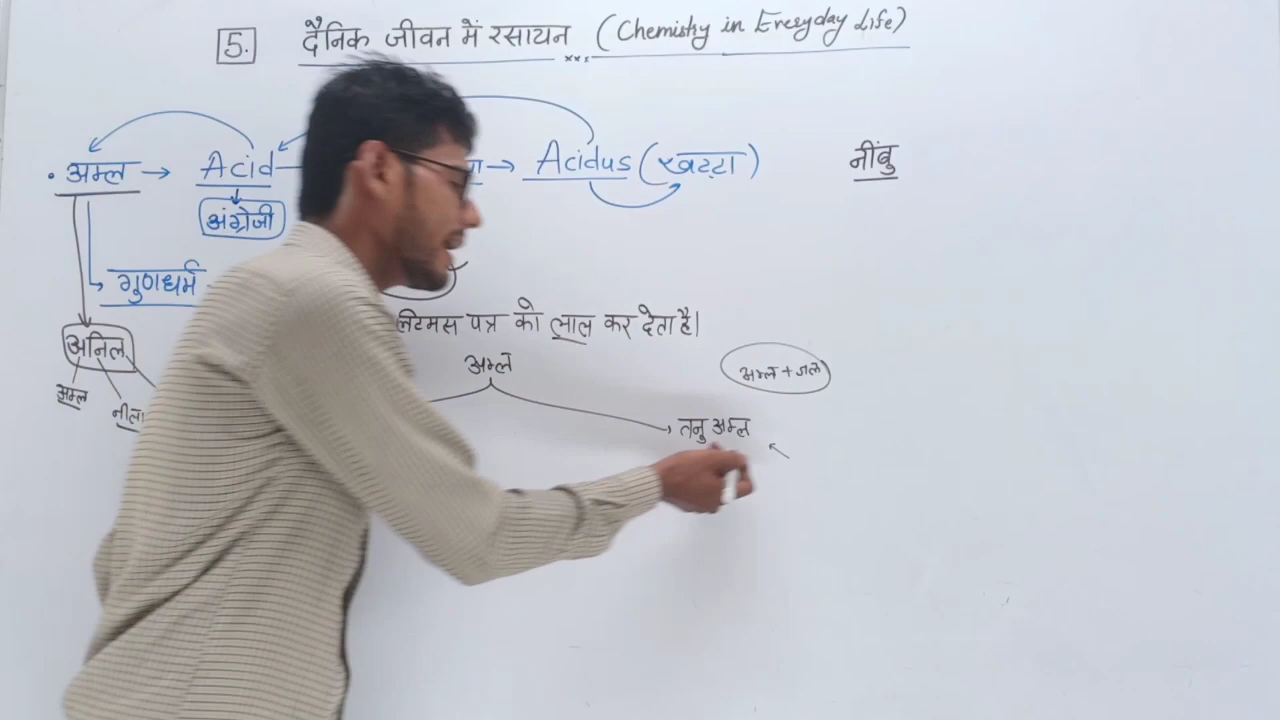 5. दैनिक जीवन में रसायन (Chemistry in Everyday Life)
अम्ल → Acid → Acidus (खट्टा) नींबु
अंग्रेजी
गुणधर्म
लिटमस पत्र को लाल कर देता है।
अनिल अम्ल अम्ल + जल
अम्ल नीला तनु अम्ल